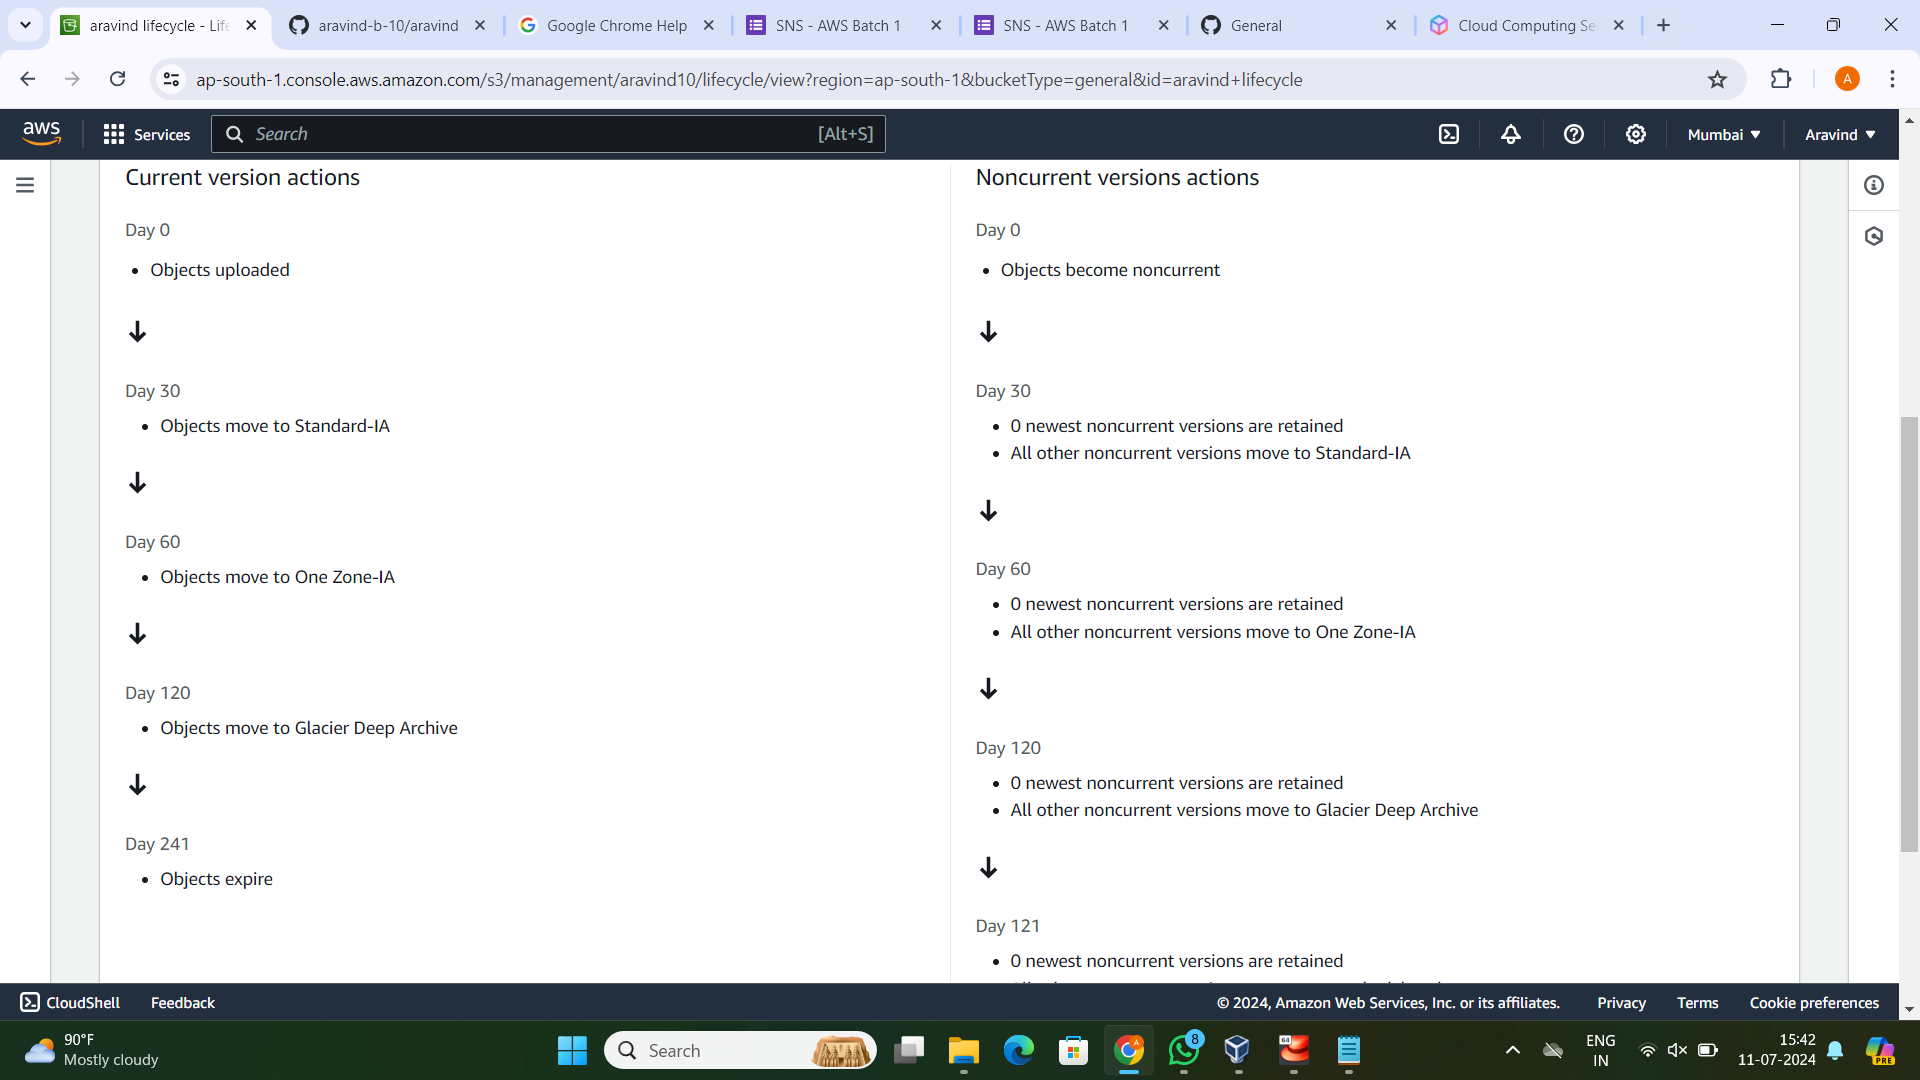 aravind lifecycle - Life
aravind-b-10/aravind
Google Chrome Help
SNS - AWS Batch 1
SNS - AWS Batch 1
General
Cloud Computing Se
ap-south-1.console.aws.amazon.com/s3/management/aravind10/lifecycle/view?region=ap-south-1&bucketType=general&id=aravind+lifecycle
A
aws
Services
Search
[Alt+S]
Mumbai
Aravind
Current version actions
Day 0
Objects uploaded
Day 30
Objects move to Standard-IA
Day 60
Objects move to One Zone-IA
Day 120
Objects move to Glacier Deep Archive
Day 241
Objects expire
Noncurrent versions actions
Day 0
Objects become noncurrent
Day 30
0 newest noncurrent versions are retained
All other noncurrent versions move to Standard-IA
Day 60
0 newest noncurrent versions are retained
All other noncurrent versions move to One Zone-IA
Day 120
0 newest noncurrent versions are retained
All other noncurrent versions move to Glacier Deep Archive
Day 121
0 newest noncurrent versions are retained
CloudShell
Feedback
© 2024, Amazon Web Services, Inc. or its affiliates.
Privacy
Terms
Cookie preferences
90°F
Mostly cloudy
Search
A
8
64
ENG
IN
15:42
11-07-2024
PRE